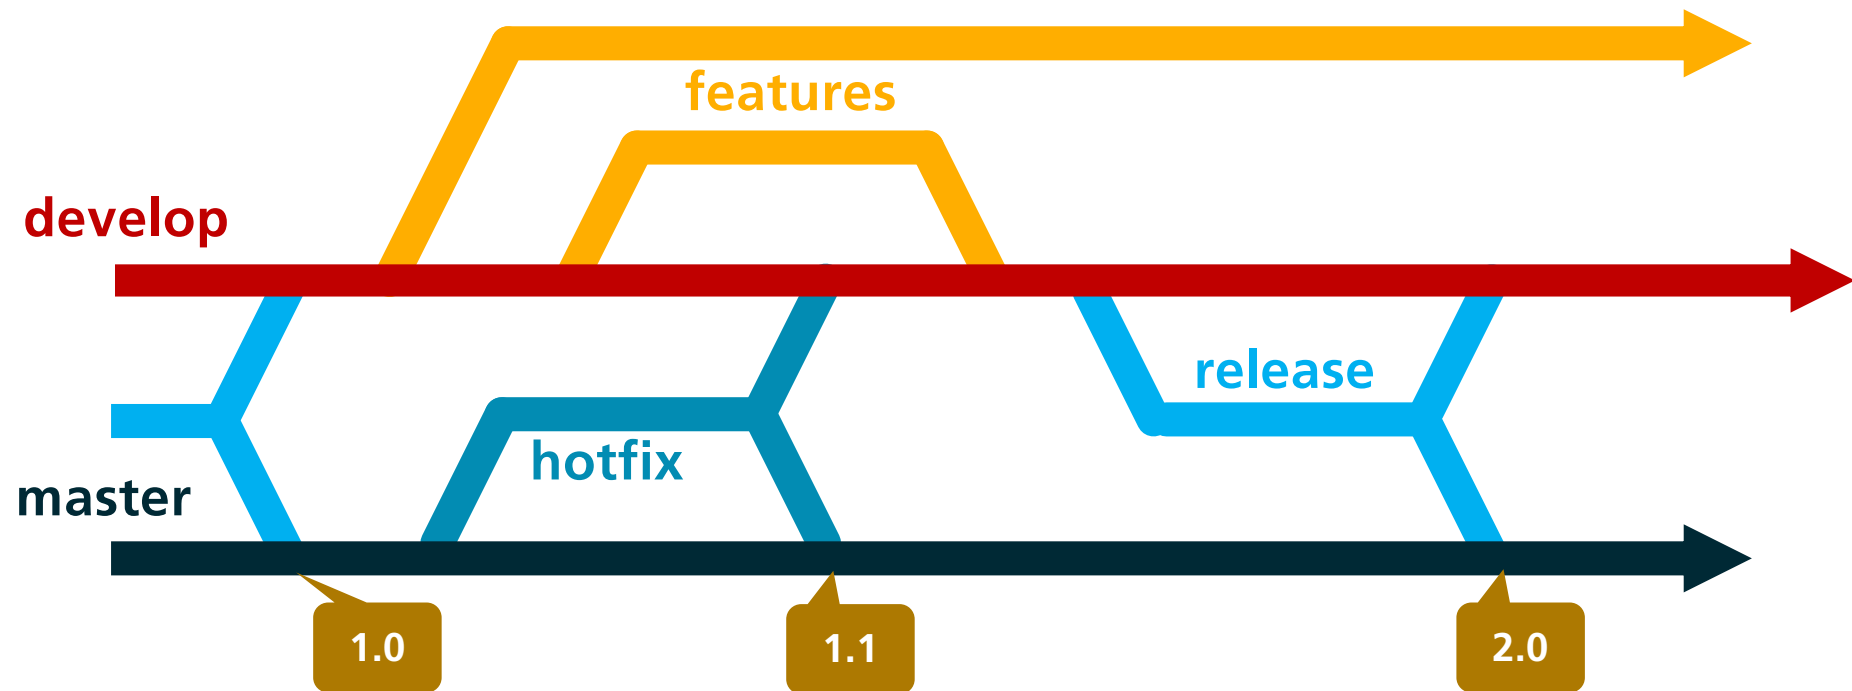 features
develop
release
hotfix
master
1.0
1.1
2.0